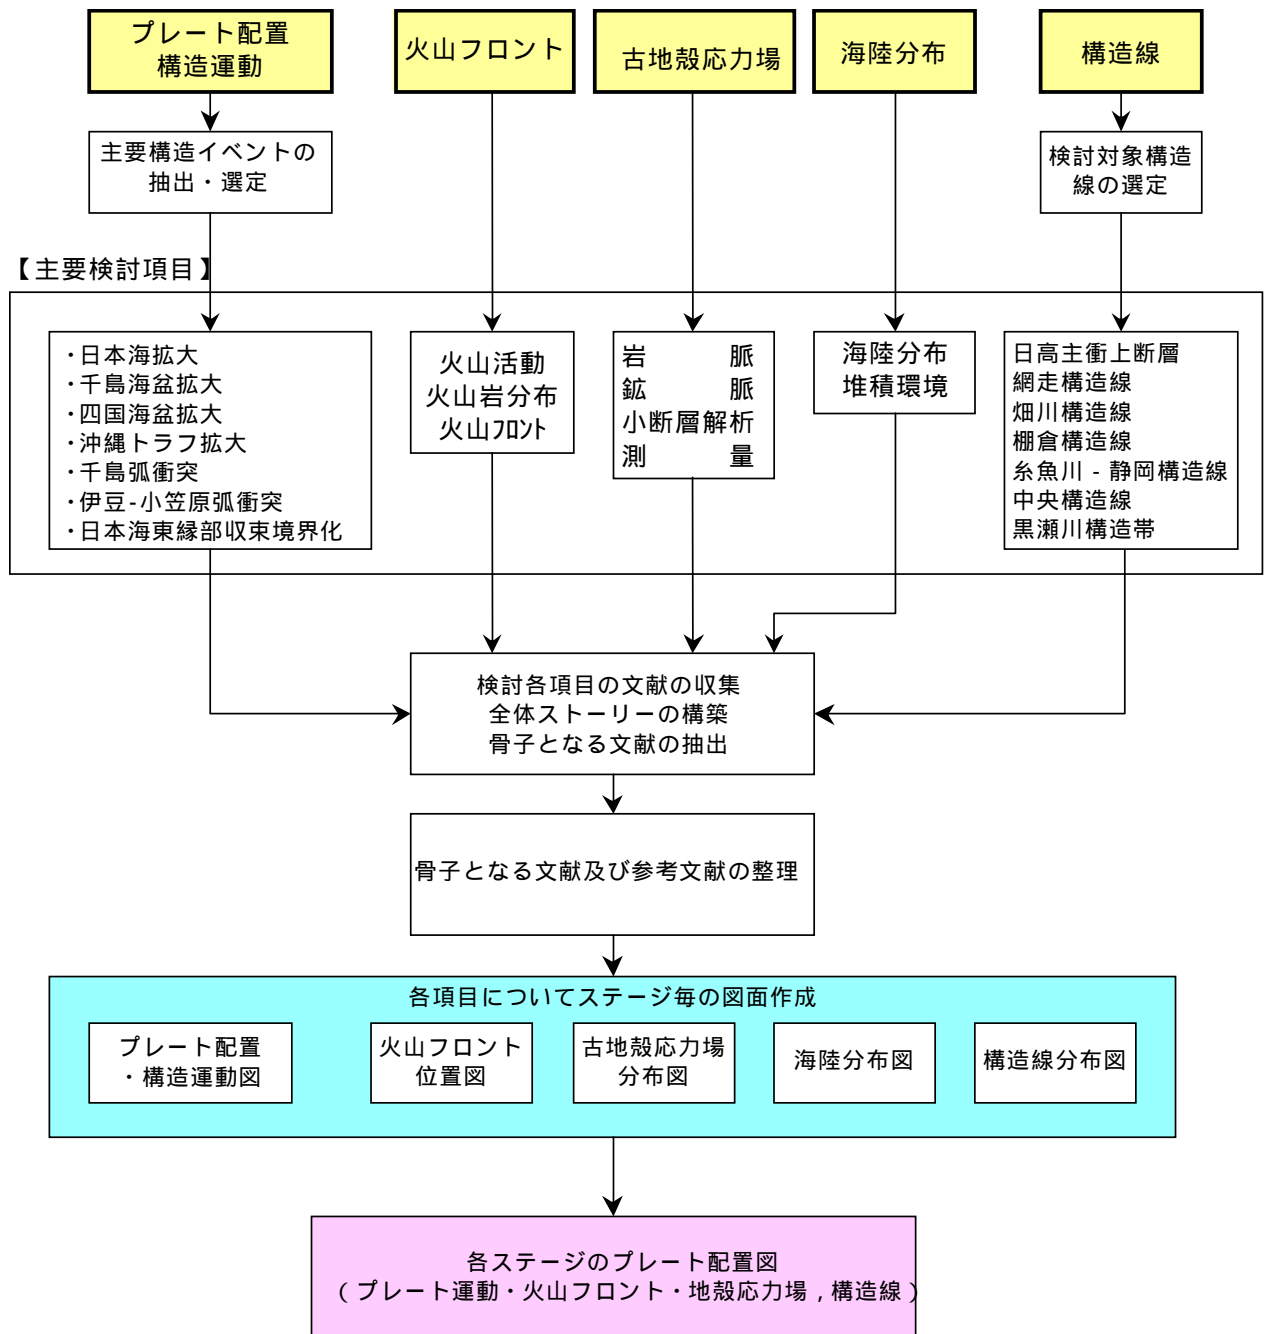 プレート配置
構造運動
火山フロント
古地殻応力場
海陸分布
構造線
主要構造イベントの
抽出・選定
検討対象構造
線の選定
【主要検討項目】
・日本海拡大
・千島海盆拡大
・四国海盆拡大
・沖縄トラフ拡大
・千島弧衝突
・伊豆-小笠原弧衝突
・日本海東縁部収束境界化
火山活動
火山岩分布
火山フロント
岩　　　脈
鉱　　　脈
小断層解析
測　　　量
海陸分布
堆積環境
日高主衝上断層
網走構造線
畑川構造線
棚倉構造線
糸魚川 - 静岡構造線
中央構造線
黒瀬川構造帯
検討各項目の文献の収集
全体ストーリーの構築
骨子となる文献の抽出
骨子となる文献及び参考文献の整理
各項目についてステージ毎の図面作成
プレート配置
・構造運動図
火山フロント
位置図
古地殻応力場
分布図
海陸分布図
構造線分布図
各ステージのプレート配置図
（プレート運動・火山フロント・地殻応力場，構造線）